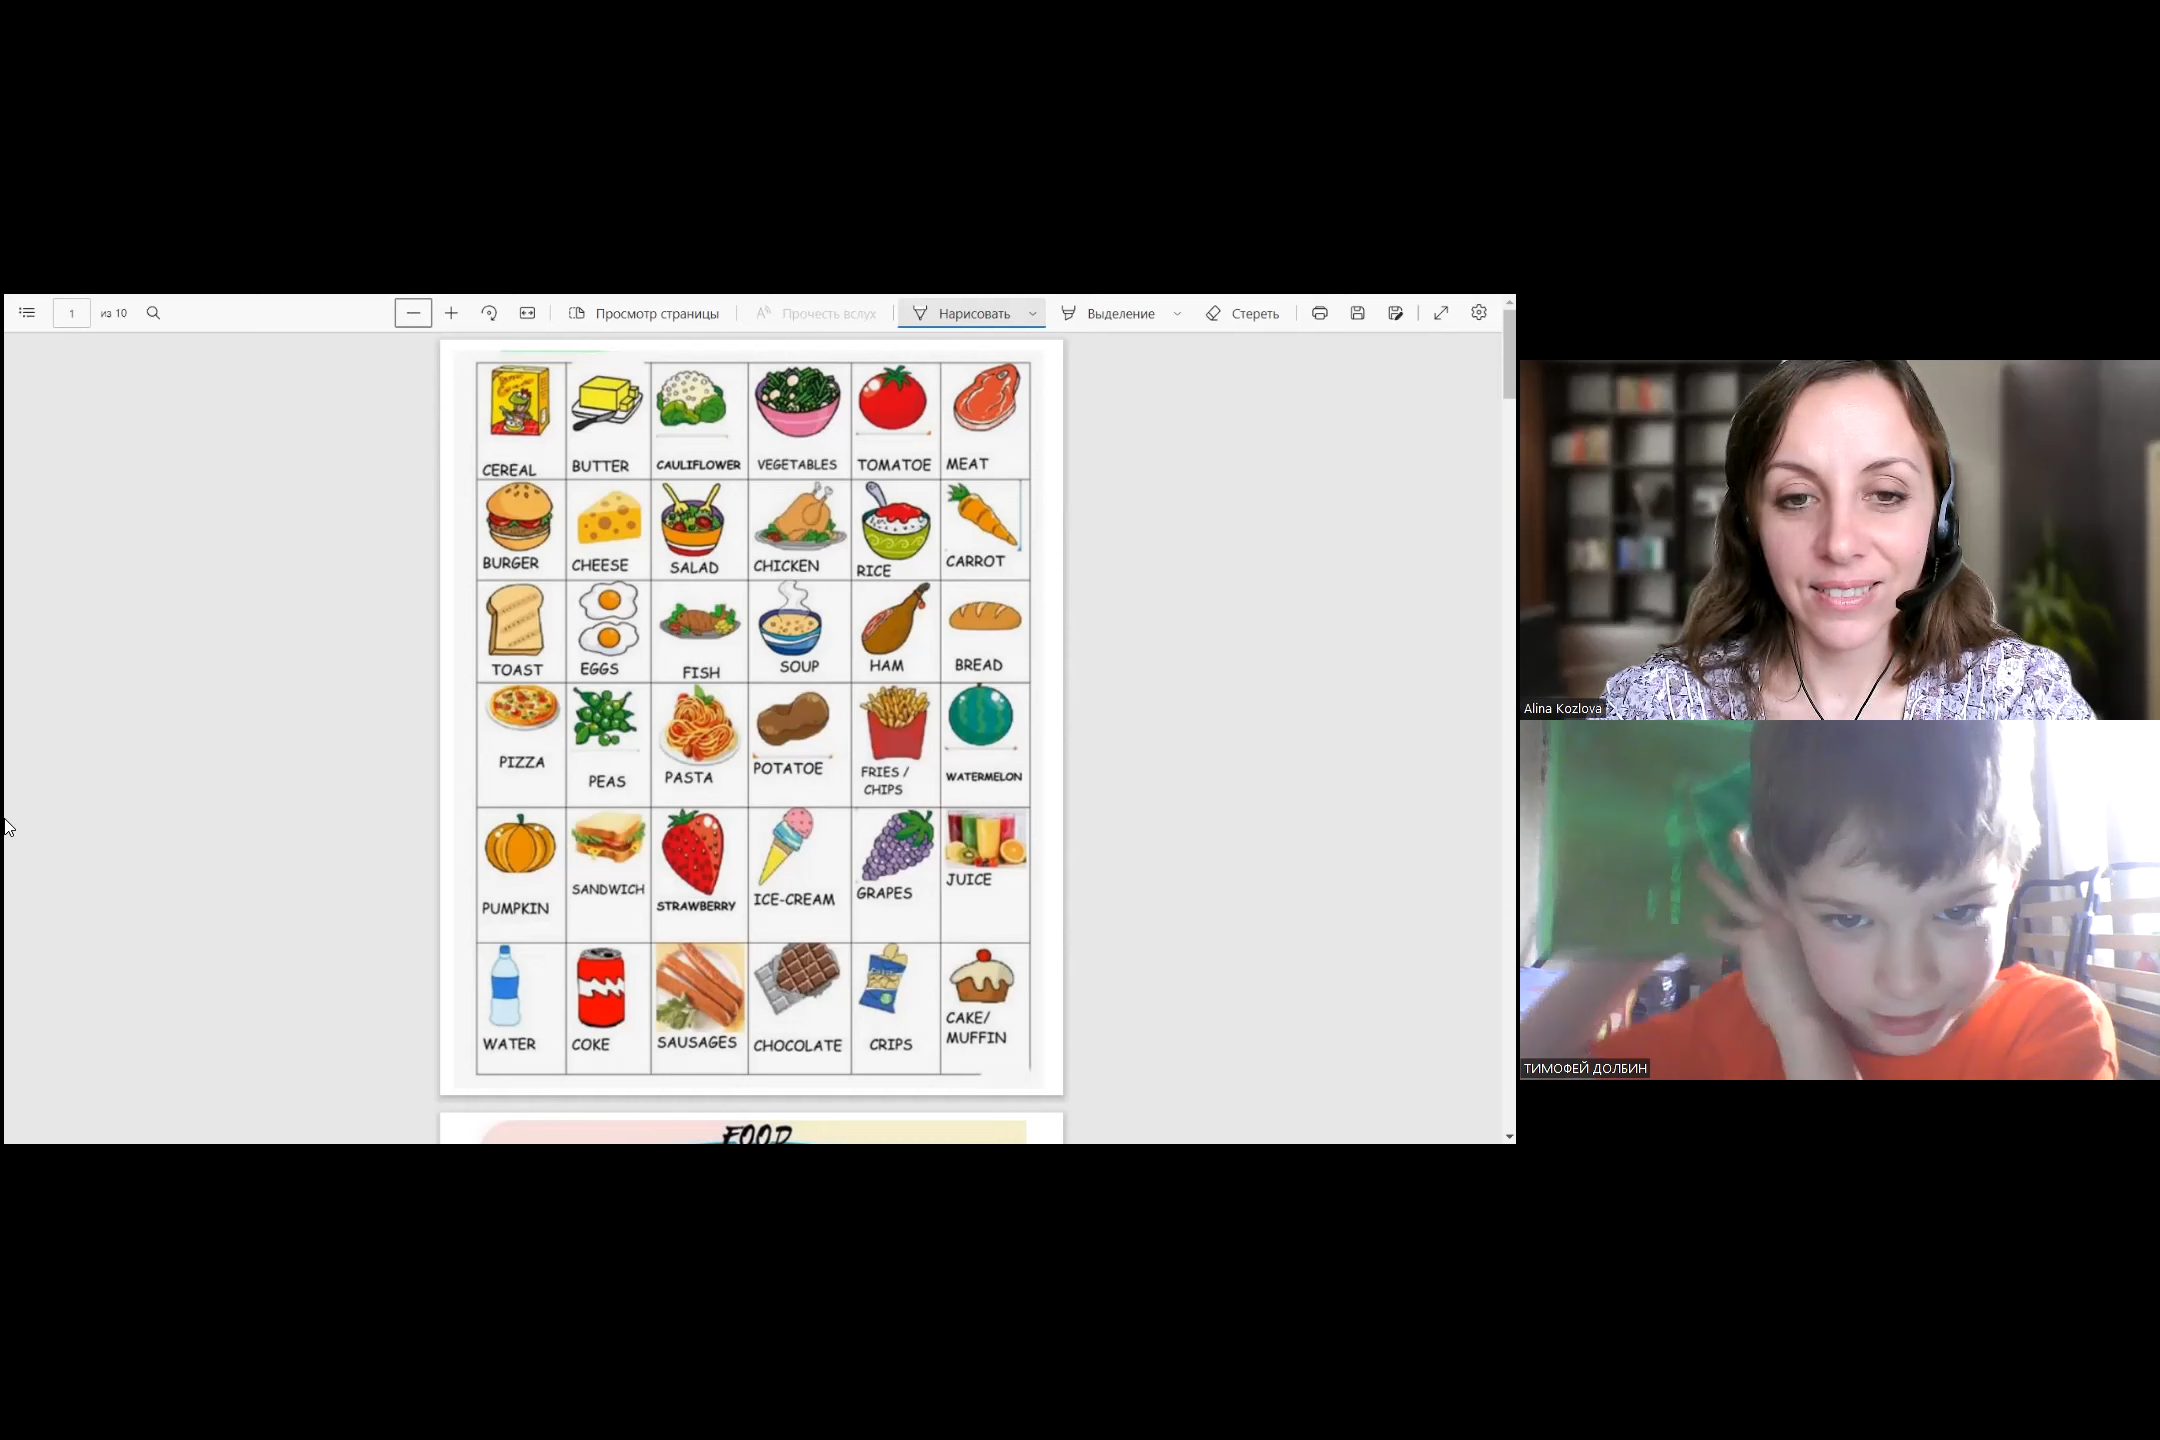 1 из 10 Просмотр страницы Прочесть вслух Нарисовать Выделение Стереть
CEREAL BUTTER CAULIFLOWER VEGETABLES TOMATOE MEAT
BURGER CHEESE SALAD CHICKEN RICE CARROT
TOAST EGGS FISH SOUP HAM BREAD
PIZZA PEAS PASTA POTATOE FRIES /
CHIPS WATERMELON
PUMPKIN SANDWICH STRAWBERRY ICE-CREAM GRAPES JUICE
WATER COKE SAUSAGES CHOCOLATE CRIPS CAKE/
MUFFIN
FOOD
Alina Kozlova
ТИМОФЕЙ ДОЛБИН